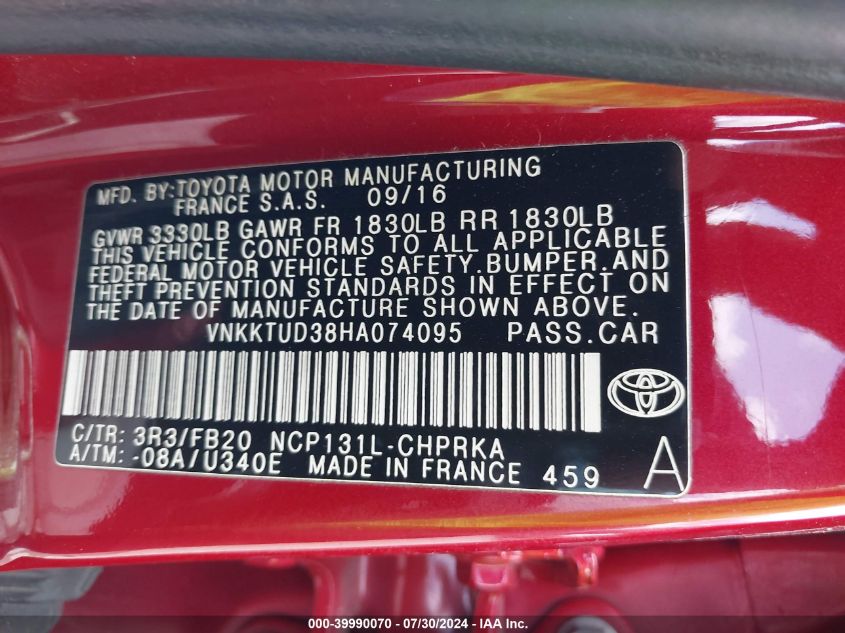 MFD. BY:TOYOTA MOTOR MANUFACTURING
FRANCE S.A.S. 09/16
GVWR 3330LB GAWR FR 1830LB RR 1830LB
THIS VEHICLE CONFORMS TO ALL APPLICABLE
FEDERAL MOTOR VEHICLE SAFETY.BUMPER.AND
THEFT PREVENTION STANDARDS IN EFFECT ON
THE DATE OF MANUFACTURE SHOWN ABOVE.
VNKKTUD38HA074095 PASS.CAR
C/TR: 3R3/FB20 NCP131L-CHPRKA
A/TM: -08A/U340E MADE IN FRANCE 459 A
000-39990070 - 07/30/2024 - IAAI.com